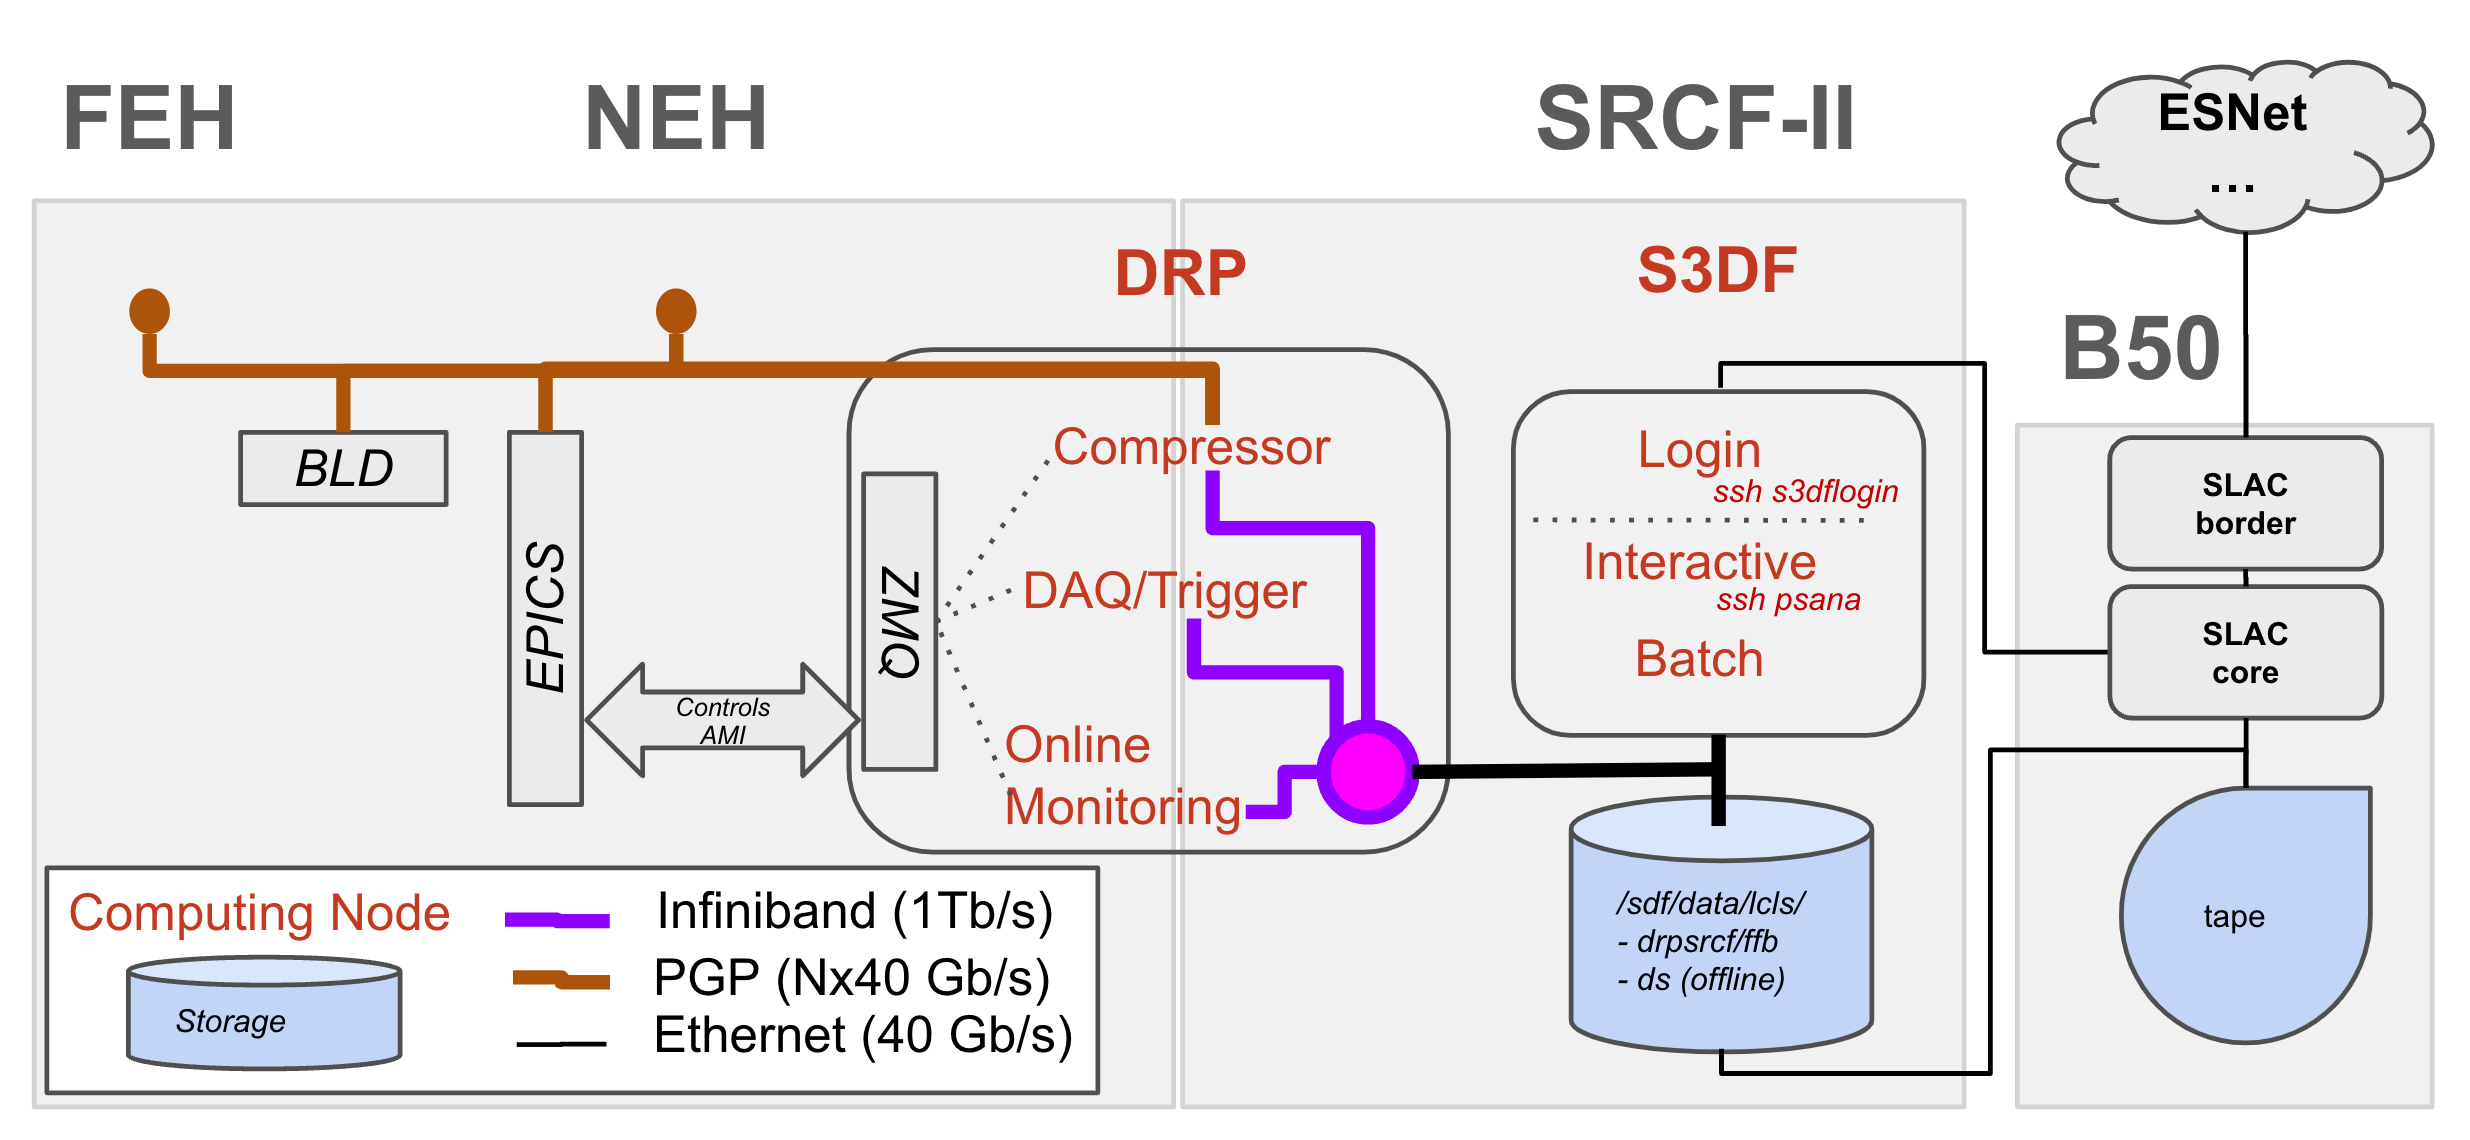 FEH
NEH
SRCF-II
ESNet
...
B50
DRP
S3DF
BLD
EPICS
Controls
AMI
ZMQ
Compressor
DAQ/Trigger
Online
Monitoring
Login
ssh s3dflogin
Interactive
ssh psana
Batch
SLAC
border
SLAC
core
/sdf/data/lcls/
- drpsrcf/ffb
- ds (offline)
tape
Computing Node
Storage
Infiniband (1Tb/s)
PGP (Nx40 Gb/s)
Ethernet (40 Gb/s)